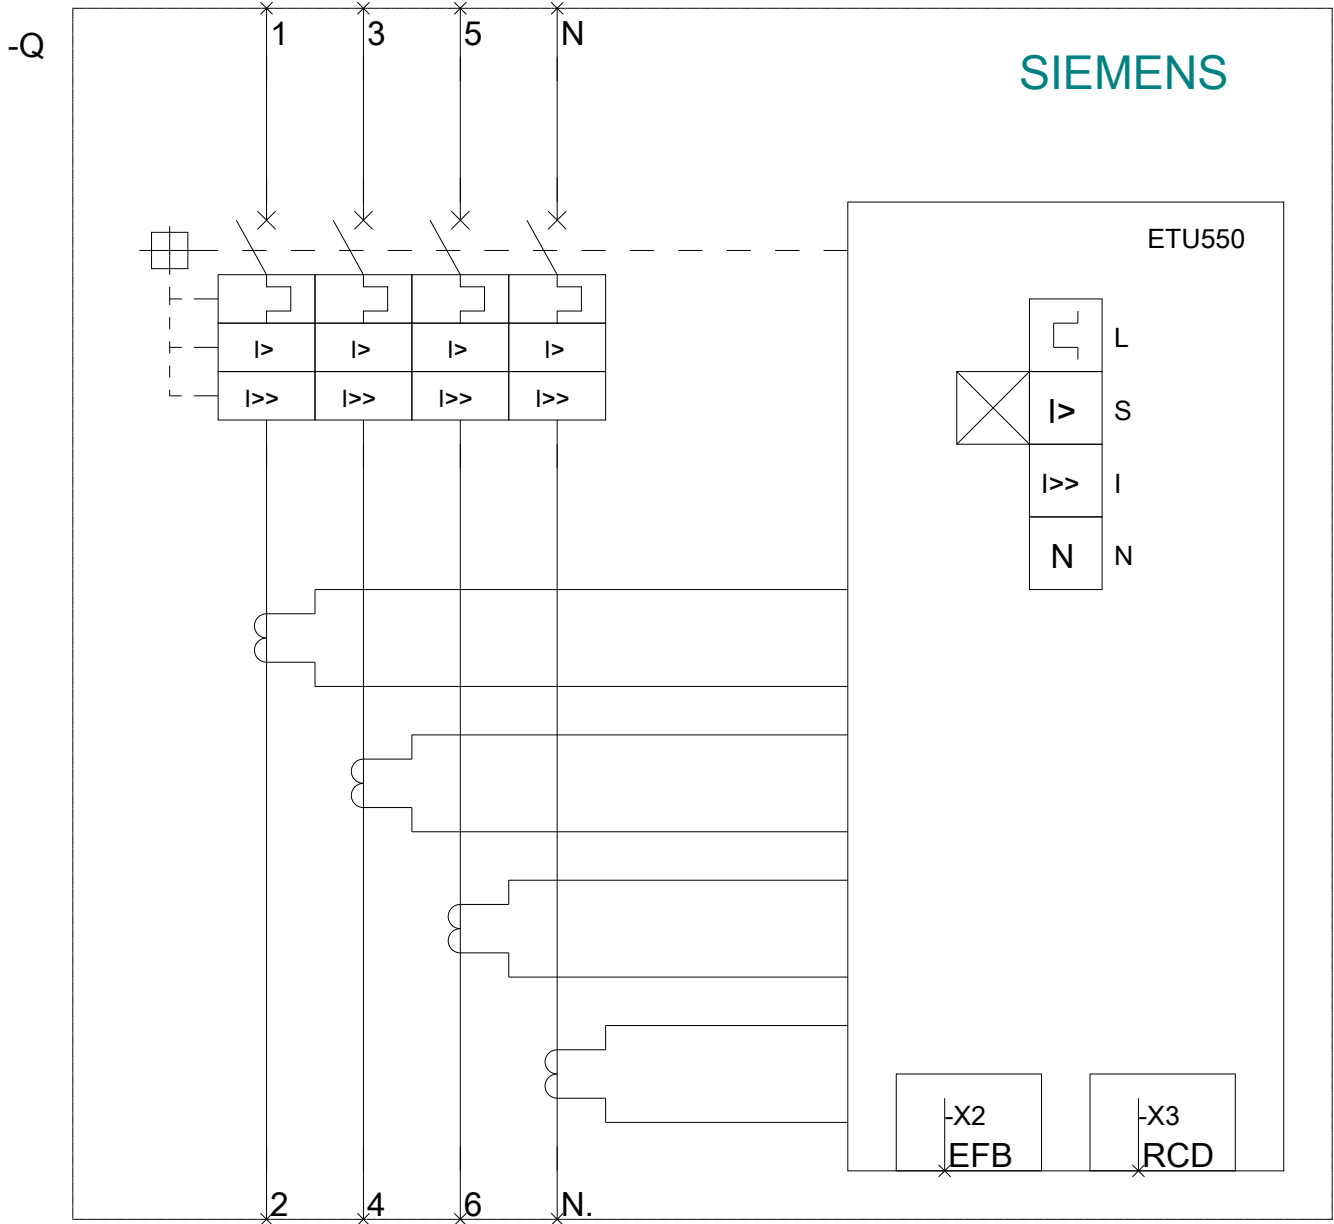 1 3 5 N
-Q
SIEMENS
ETU550
L
I> I> I> I>
I>> I>> I>> I>>
I> S
I>> I
N N
-X2 -X3
EFB RCD
2 4 6 N.